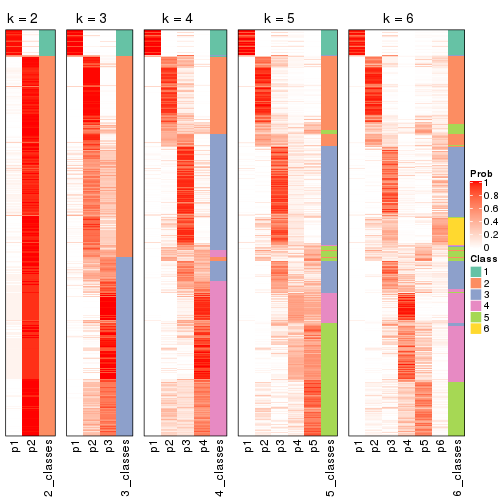 k = 2
k = 3
k = 4
k = 5
k = 6
p1
p2
2_classes
p1
p2
p3
3_classes
p1
p2
p3
p4
4_classes
p1
p2
p3
p4
p5
5_classes
p1
p2
p3
p4
p5
p6
6_classes
Prob
1
0.8
0.6
0.4
0.2
0
Class
1
2
3
4
5
6